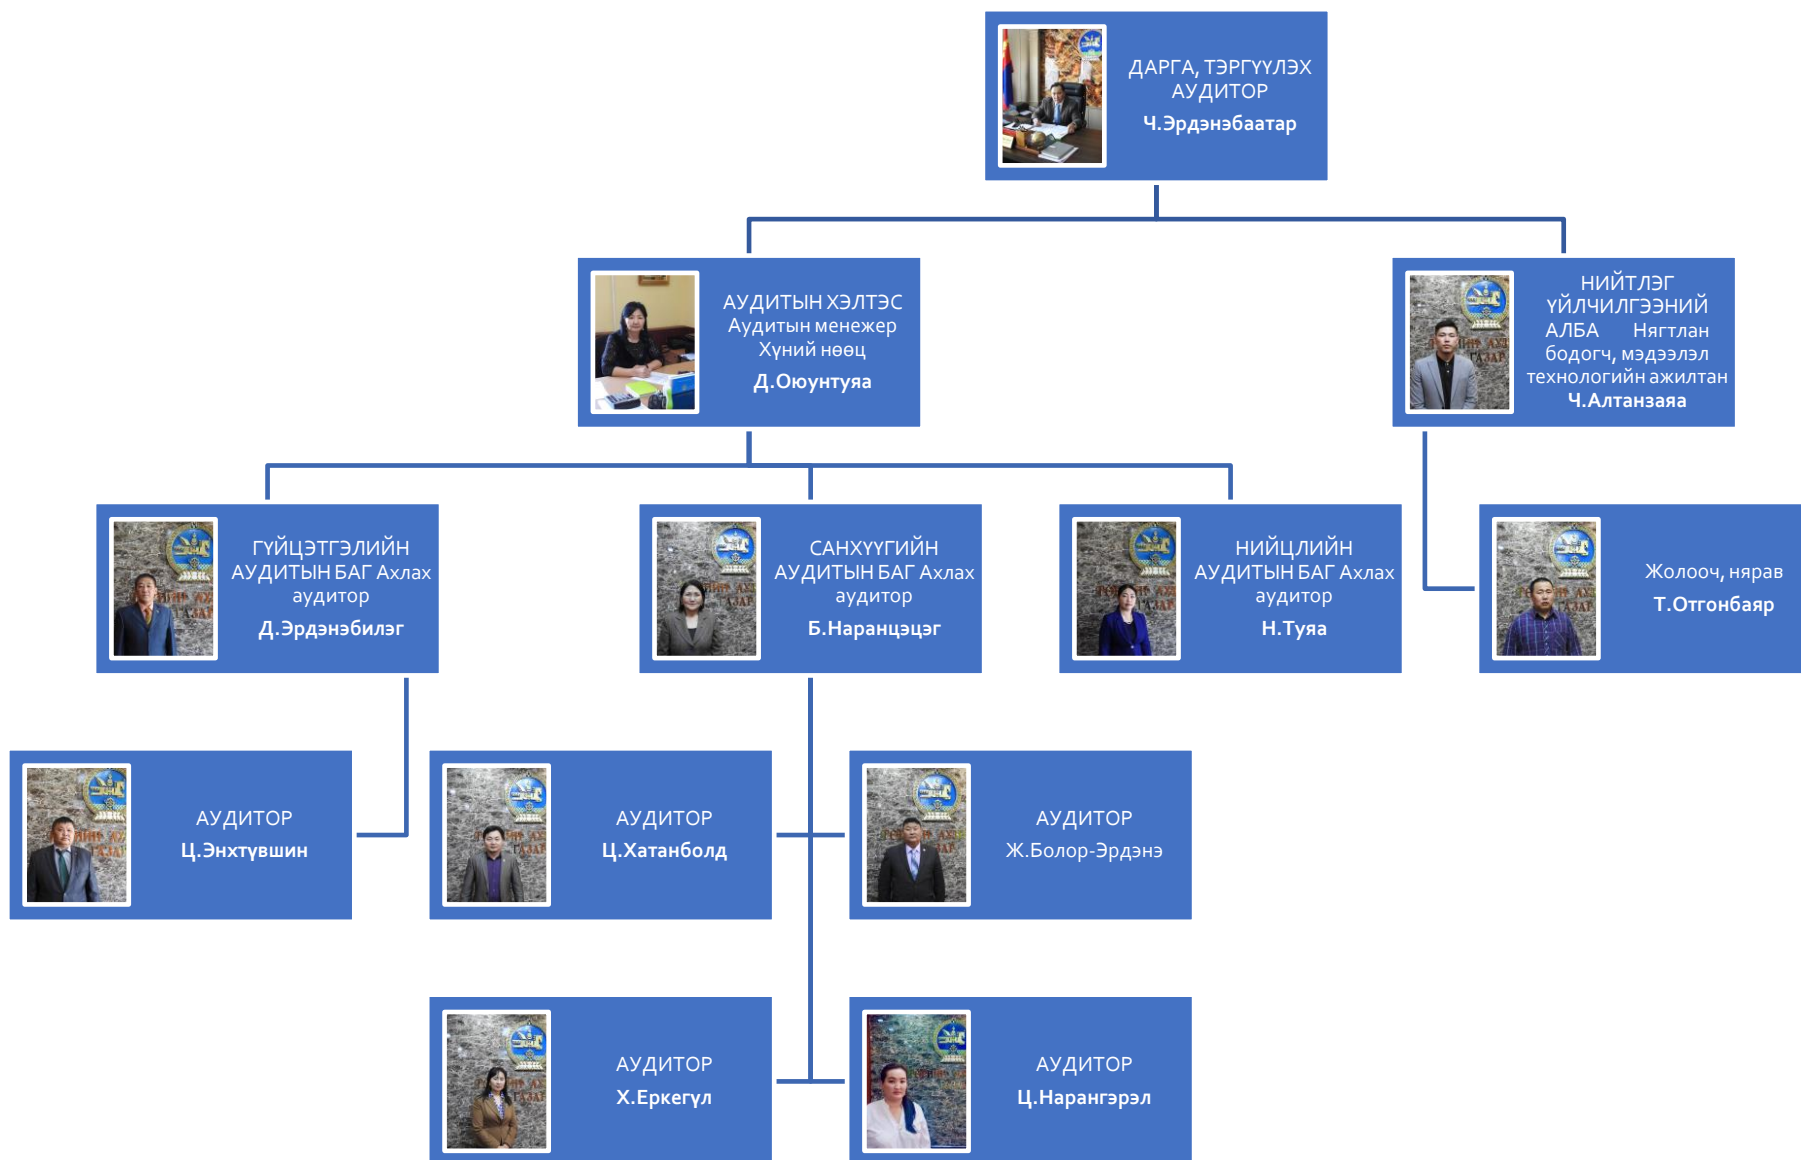 ДАРГА, ТЭРГҮҮЛЭХ
АУДИТОР
Ч.Эрдэнэбаатар
АУДИТЫН ХЭЛТЭС
Аудитын менежер
Хүний нөөц
Д.Оюунтуяа
НИЙТЛЭГ
ҮЙЛЧИЛГЭЭНИЙ
АЛБА Нягтлан
бодогч, мэдээлэл
технологийн ажилтан
Ч.Алтанзаяа
ГҮЙЦЭТГЭЛИЙН
АУДИТЫН БАГ Ахлах
аудитор
Д.Эрдэнэбилэг
САНХҮҮГИЙН
АУДИТЫН БАГ Ахлах
аудитор
Б.Наранцэцэг
НИЙЦЛИЙН
АУДИТЫН БАГ Ахлах
аудитор
Н.Туяа
Жолооч, нярав
Т.Отгонбаяр
АУДИТОР
Ц.Энхтүвшин
АУДИТОР
Ц.Хатанболд
АУДИТОР
Ж.Болор-Эрдэнэ
АУДИТОР
Х.Еркегүл
АУДИТОР
Ц.Нарангэрэл